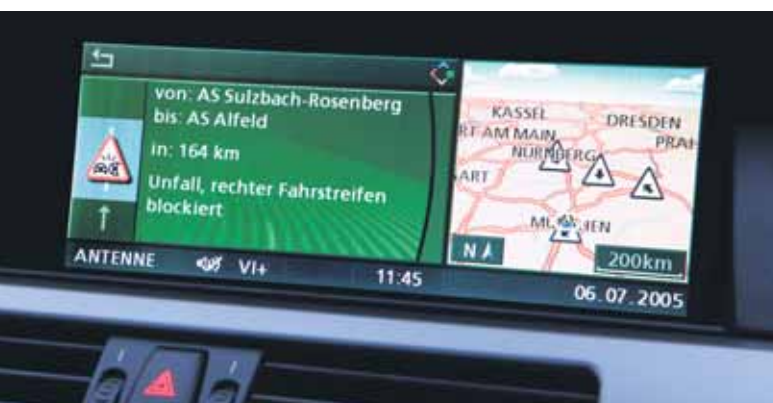 von: AS Sulzbach-Rosenberg
bis: AS Alfeld
in: 164 km
Unfall, rechter Fahrstreifen
blockiert
KASSEL
DRESDEN
RT AM MAIN
PRA
NÜRNBERG
ART
N
200km
ANTENNE
VI+
11:45
06.07.2005